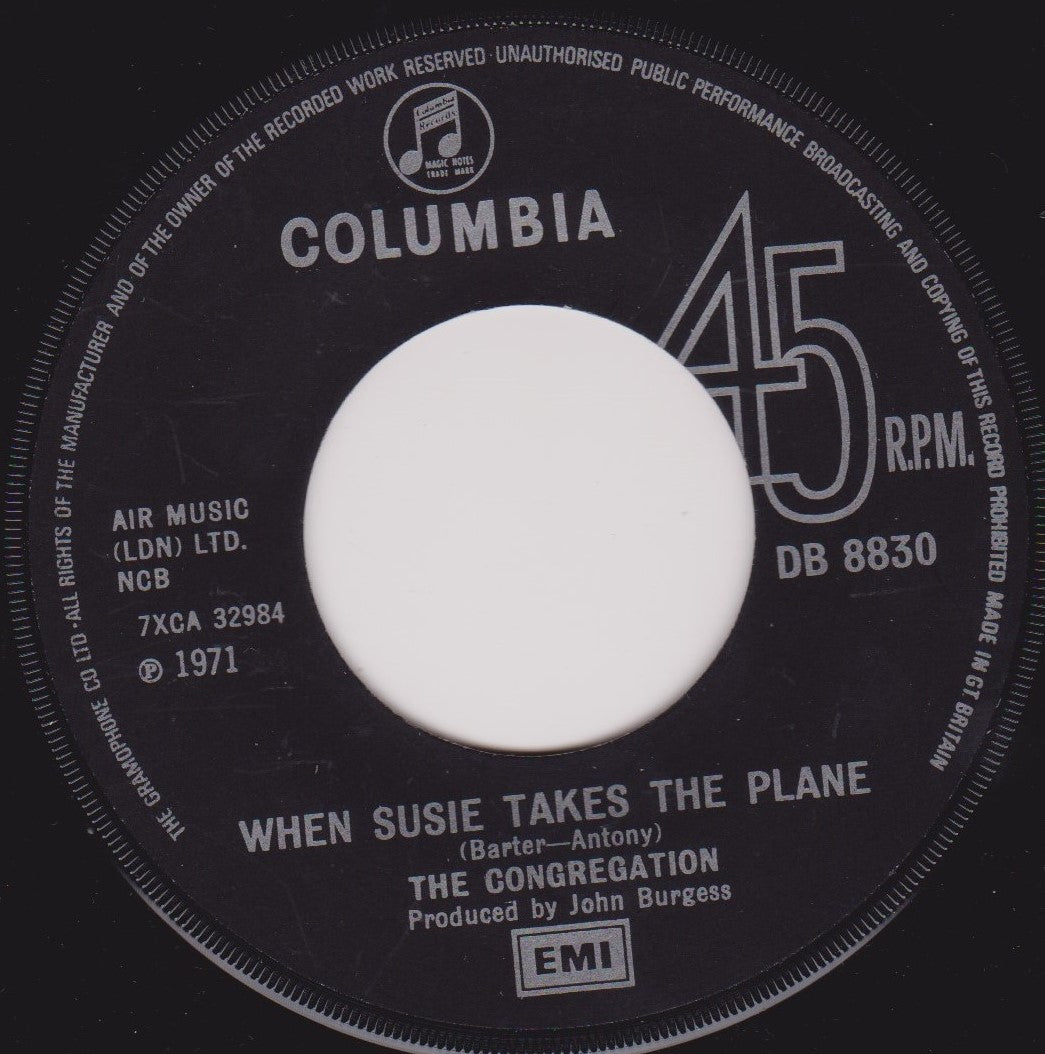 THE GRAMOPHONE CO LTD·ALL RIGHTS OF THE MANUFACTURER AND OF THE OWNER OF THE RECORDED WORK RESERVED·UNAUTHORISED PUBLIC PERFORMANCE BROADCASTING AND COPYING OF THIS RECORD PROHIBITED MADE IN GT BRITAIN
Columbia
Records
MAGIC NOTES
TRADE MARK
COLUMBIA
45
R.P.M.
DB 8830
AIR MUSIC
(LDN) LTD.
NCB
7XCA 32984
℗ 1971
WHEN SUSIE TAKES THE PLANE
(Barter—Antony)
THE CONGREGATION
Produced by John Burgess
EMI